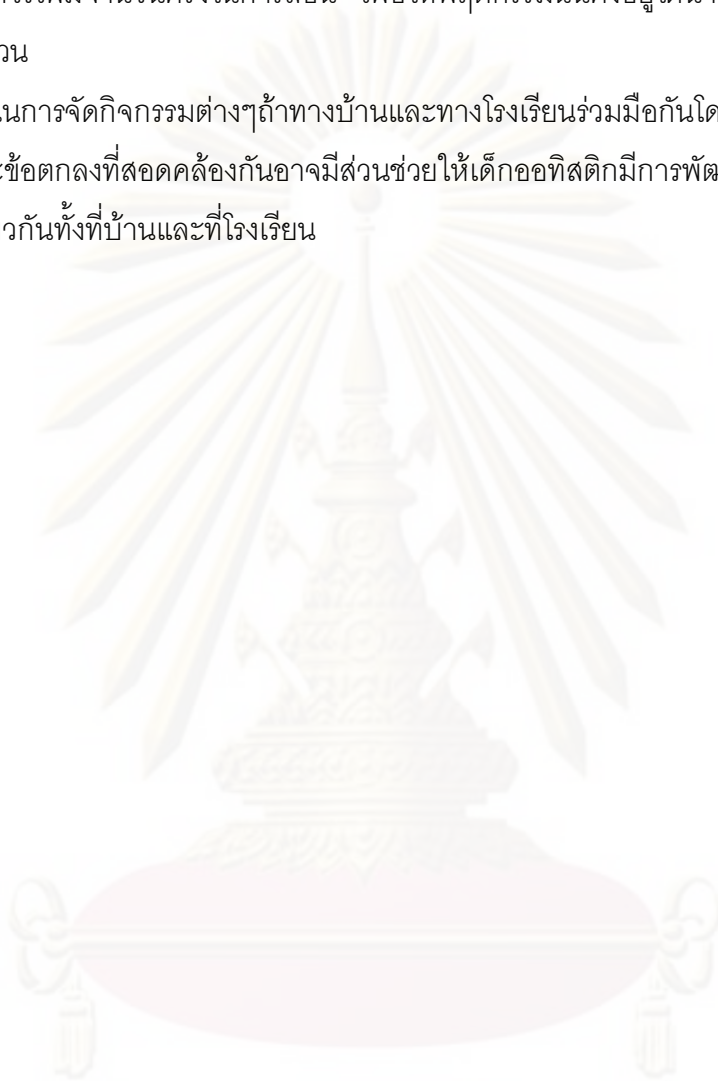 วน
นการจัดกิจกรรมต่างๆถ้าทางบ้านและทางโรงเรียนร่วมมือกันโด
ะข้อตกลงที่สอดคล้องกันอาจมีส่วนช่วยให้เด็กออทิสติกมีการพัฒ
วกันทั้งที่บ้านและที่โรงเรียน